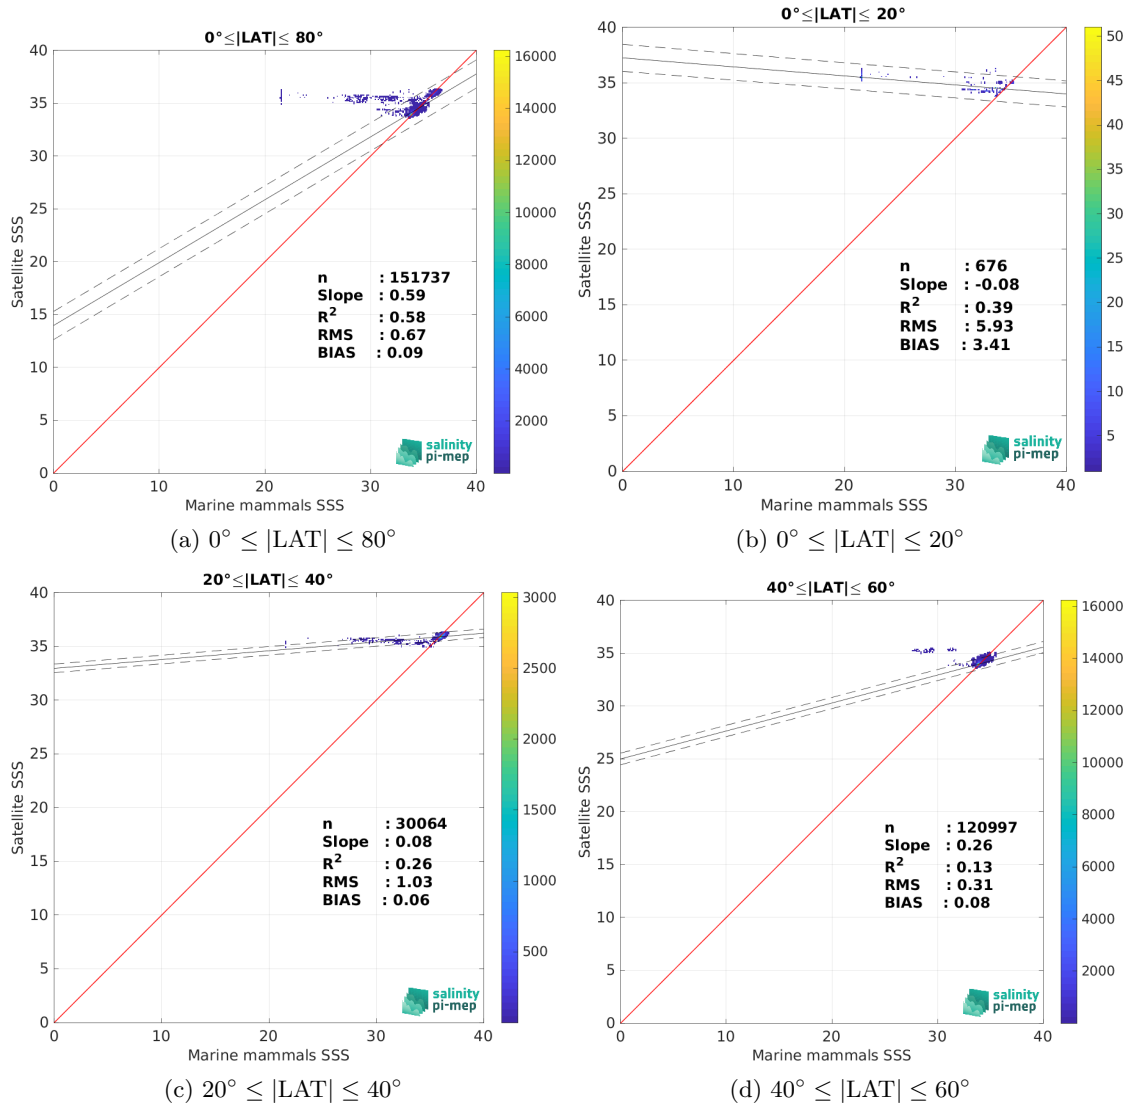 0°≤|LAT|≤ 80°
40
35
30
25
20
15
10
5
0
0
10
20
30
40
Satellite SSS
Marine mammals SSS
n : 151737
Slope : 0.59
R2 : 0.58
RMS : 0.67
BIAS : 0.09
salinity
pi-mep
16000
14000
12000
10000
8000
6000
4000
2000
(a) 0° ≤ |LAT| ≤ 80°
0°≤|LAT|≤ 20°
40
35
30
25
20
15
10
5
0
0
10
20
30
40
Satellite SSS
Marine mammals SSS
n : 676
Slope : -0.08
R2 : 0.39
RMS : 5.93
BIAS : 3.41
salinity
pi-mep
50
45
40
35
30
25
20
15
10
5
(b) 0° ≤ |LAT| ≤ 20°
20°≤|LAT|≤ 40°
40
35
30
25
20
15
10
5
0
0
10
20
30
40
Satellite SSS
Marine mammals SSS
n : 30064
Slope : 0.08
R2 : 0.26
RMS : 1.03
BIAS : 0.06
salinity
pi-mep
3000
2500
2000
1500
1000
500
(c) 20° ≤ |LAT| ≤ 40°
40°≤|LAT|≤ 60°
40
35
30
25
20
15
10
5
0
0
10
20
30
40
Satellite SSS
Marine mammals SSS
n : 120997
Slope : 0.26
R2 : 0.13
RMS : 0.31
BIAS : 0.08
salinity
pi-mep
16000
14000
12000
10000
8000
6000
4000
2000
(d) 40° ≤ |LAT| ≤ 60°